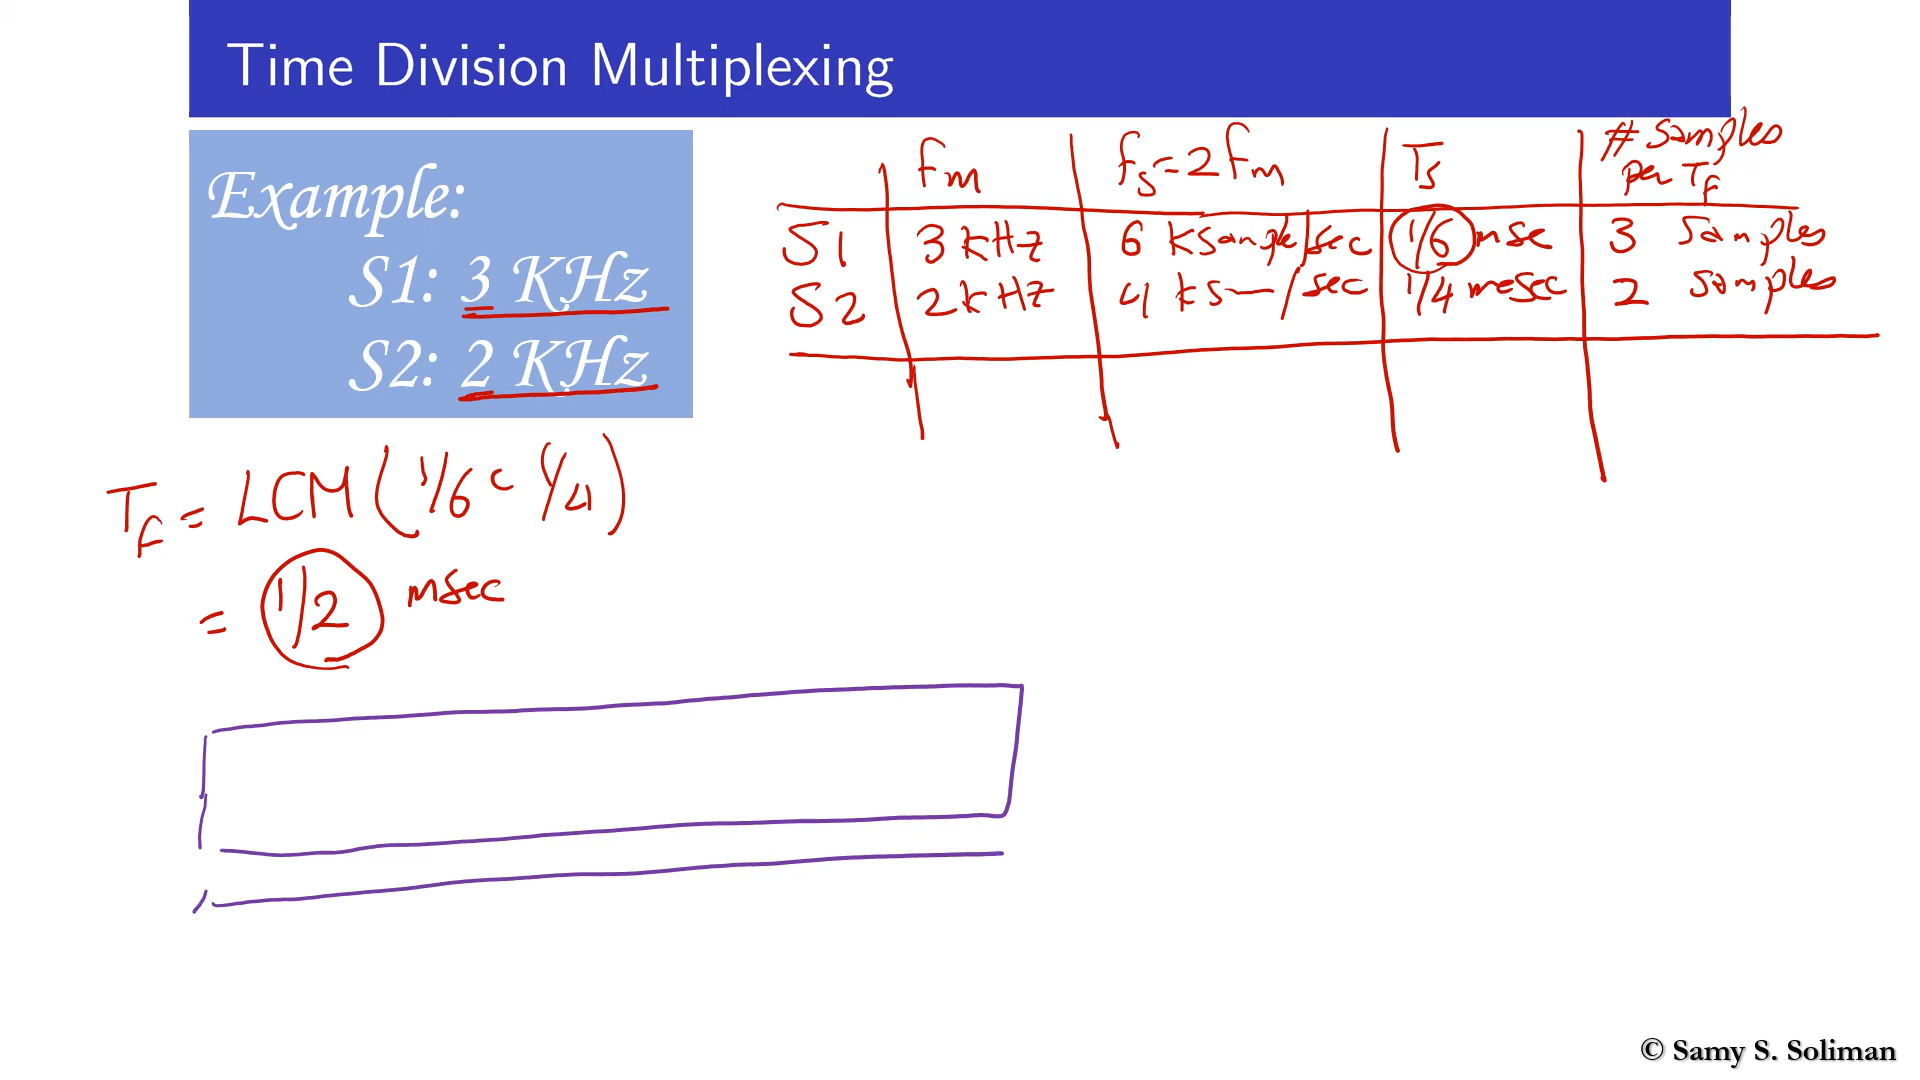 Time Division Multiplexing
Example:
S1: 3 KHz
S2: 2 KHz
fm fs=2fm Ts # samples per TF
S1 3 kHz 6 ksample/sec 1/6 mse 3 samples
S2 2 kHz 4 ks—/sec 1/4 mesec 2 samples
TF = LCM (1/6 c 1/4)
= 1/2 msec
© Samy S. Soliman